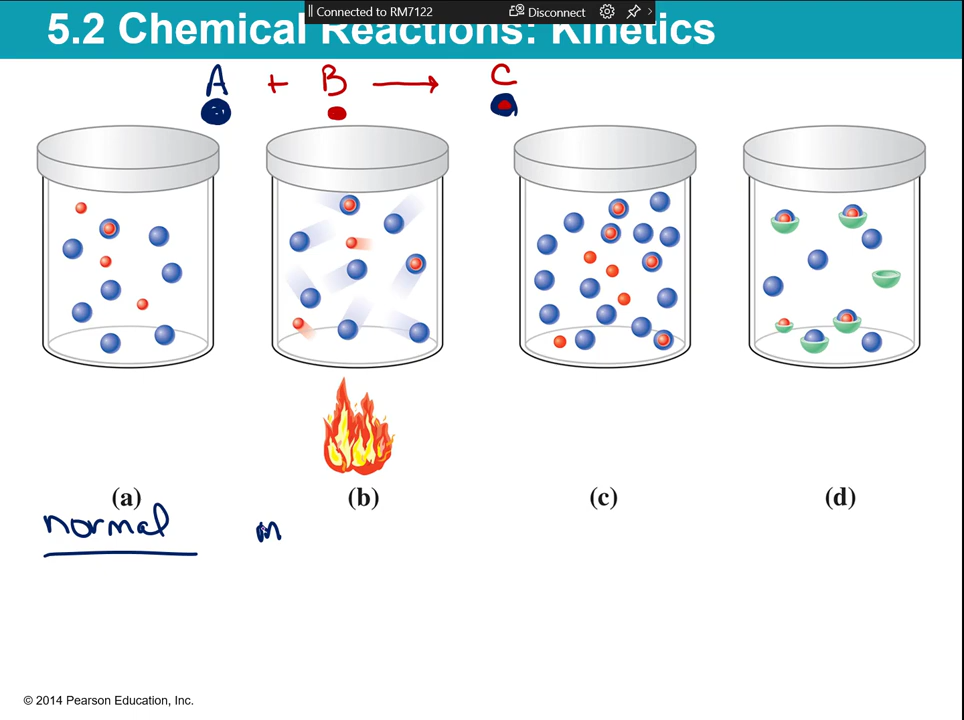 Connected to RM7122 Disconnect
5.2 Chemical Reactions: Kinetics
A + B → C
(a) (b) (c) (d)
normal m
© 2014 Pearson Education, Inc.